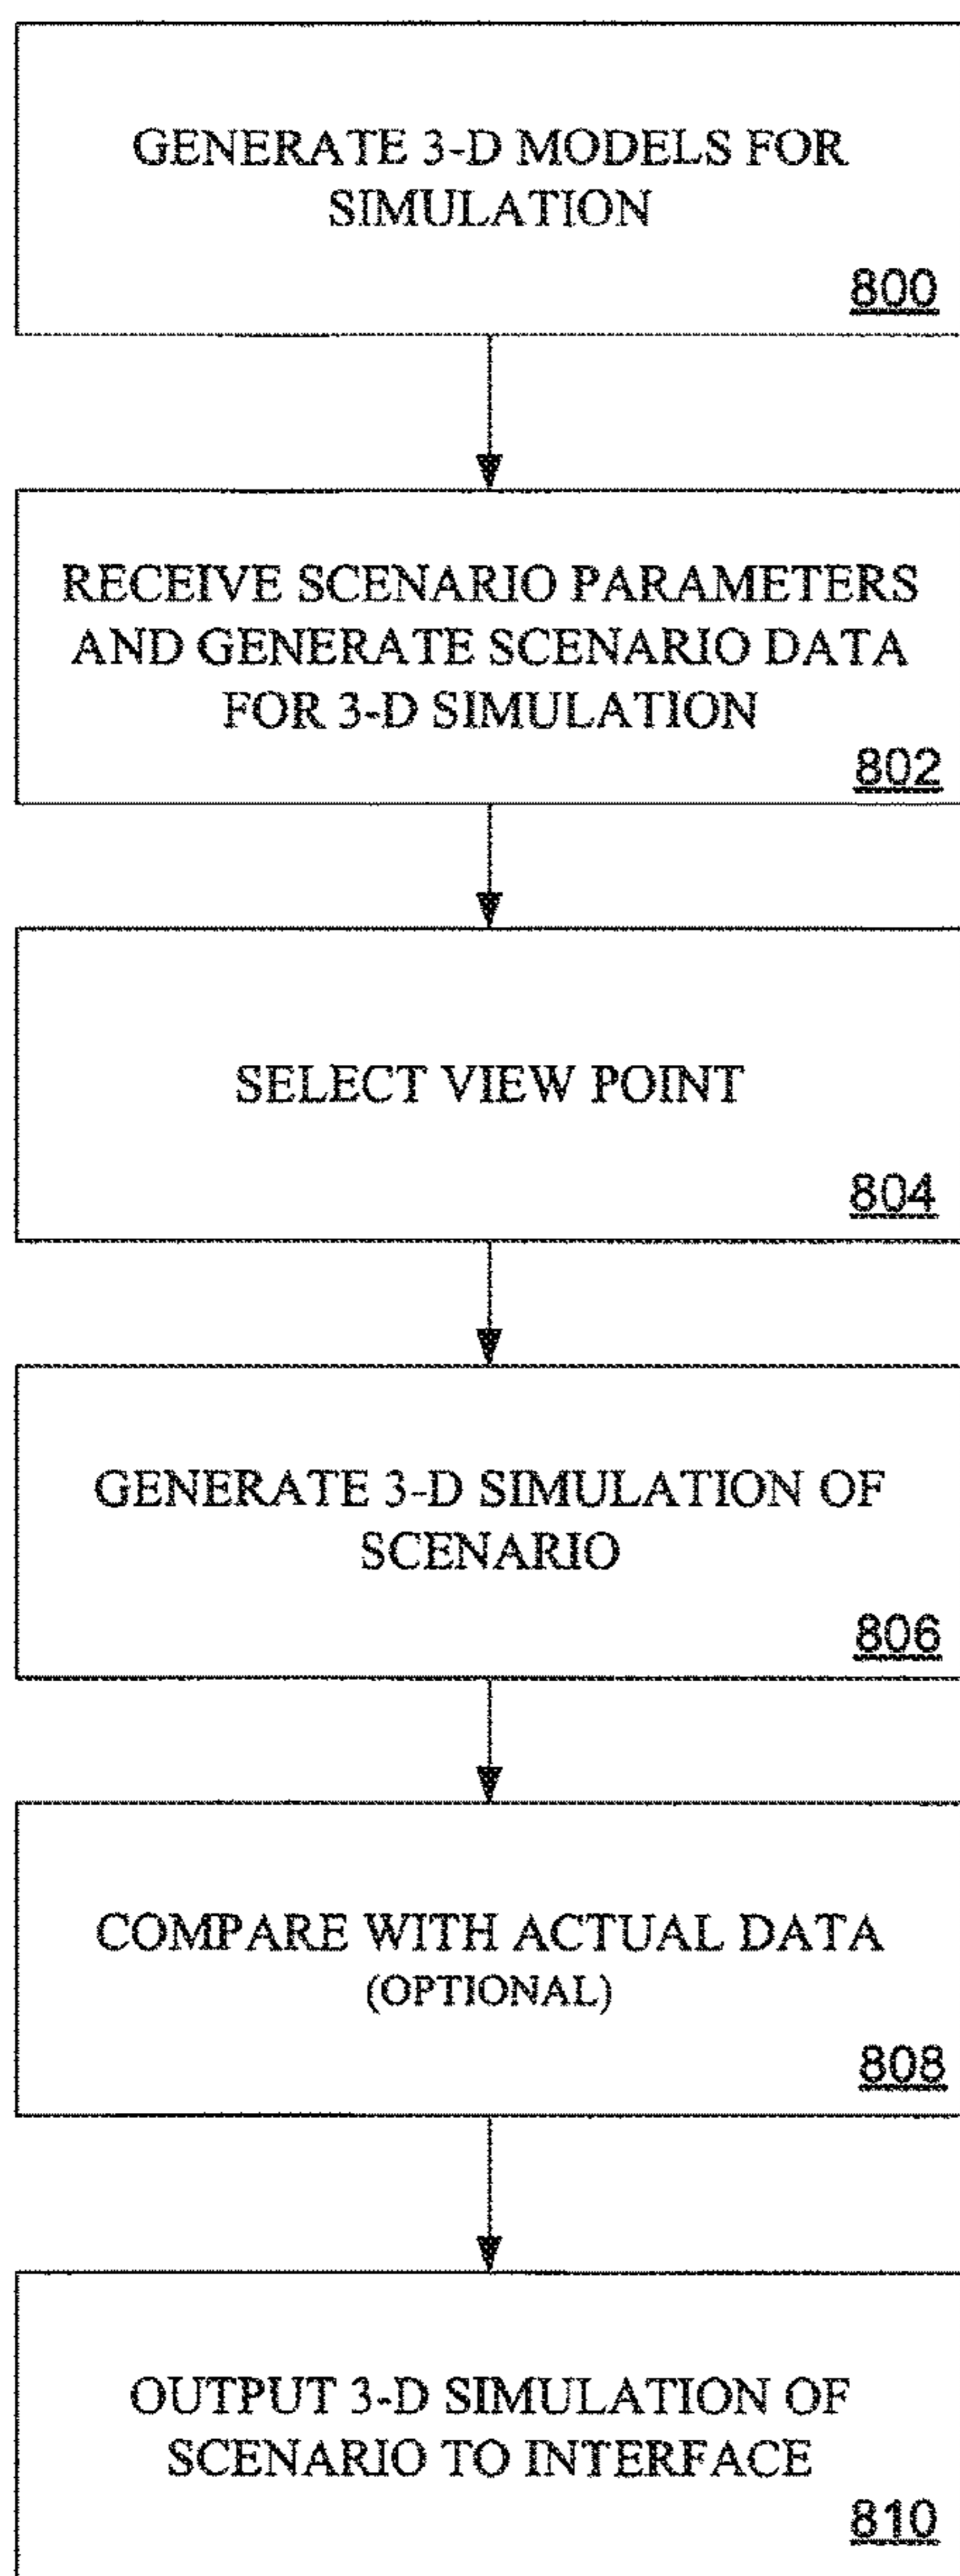 GENERATE 3-D MODELS FOR
SIMULATION
800
RECEIVE SCENARIO PARAMETERS
AND GENERATE SCENARIO DATA
FOR 3-D SIMULATION
802
SELECT VIEW POINT
804
GENERATE 3-D SIMULATION OF
SCENARIO
806
COMPARE WITH ACTUAL DATA
(OPTIONAL)
808
OUTPUT 3-D SIMULATION OF
SCENARIO TO INTERFACE
810